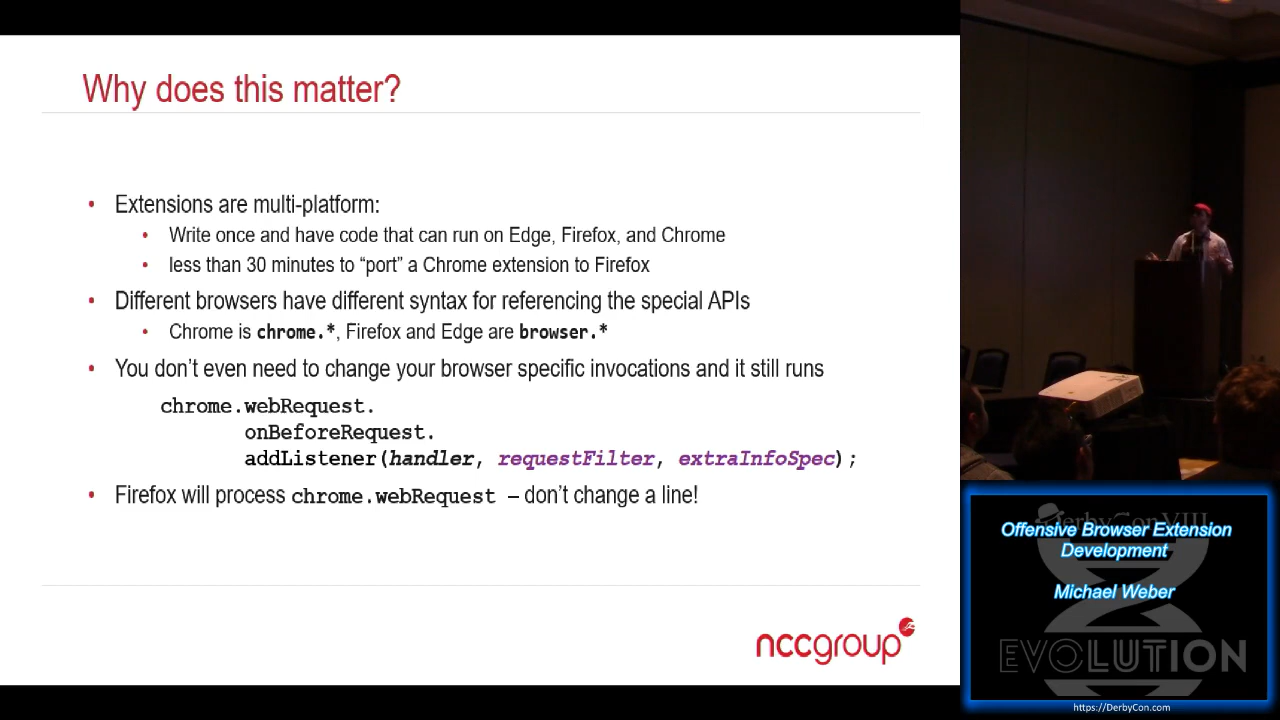 Why does this matter?
• Extensions are multi-platform:
• Write once and have code that can run on Edge, Firefox, and Chrome
• less than 30 minutes to “port” a Chrome extension to Firefox
• Different browsers have different syntax for referencing the special APIs
• Chrome is chrome.*, Firefox and Edge are browser.*
• You don’t even need to change your browser specific invocations and it still runs
chrome.webRequest.
onBeforeRequest.
addListener(handler, requestFilter, extraInfoSpec);
• Firefox will process chrome.webRequest – don’t change a line!
nccgroup
DerbyCon VIII
Offensive Browser Extension
Development
Michael Weber
EVOLUTION
https://DerbyCon.com